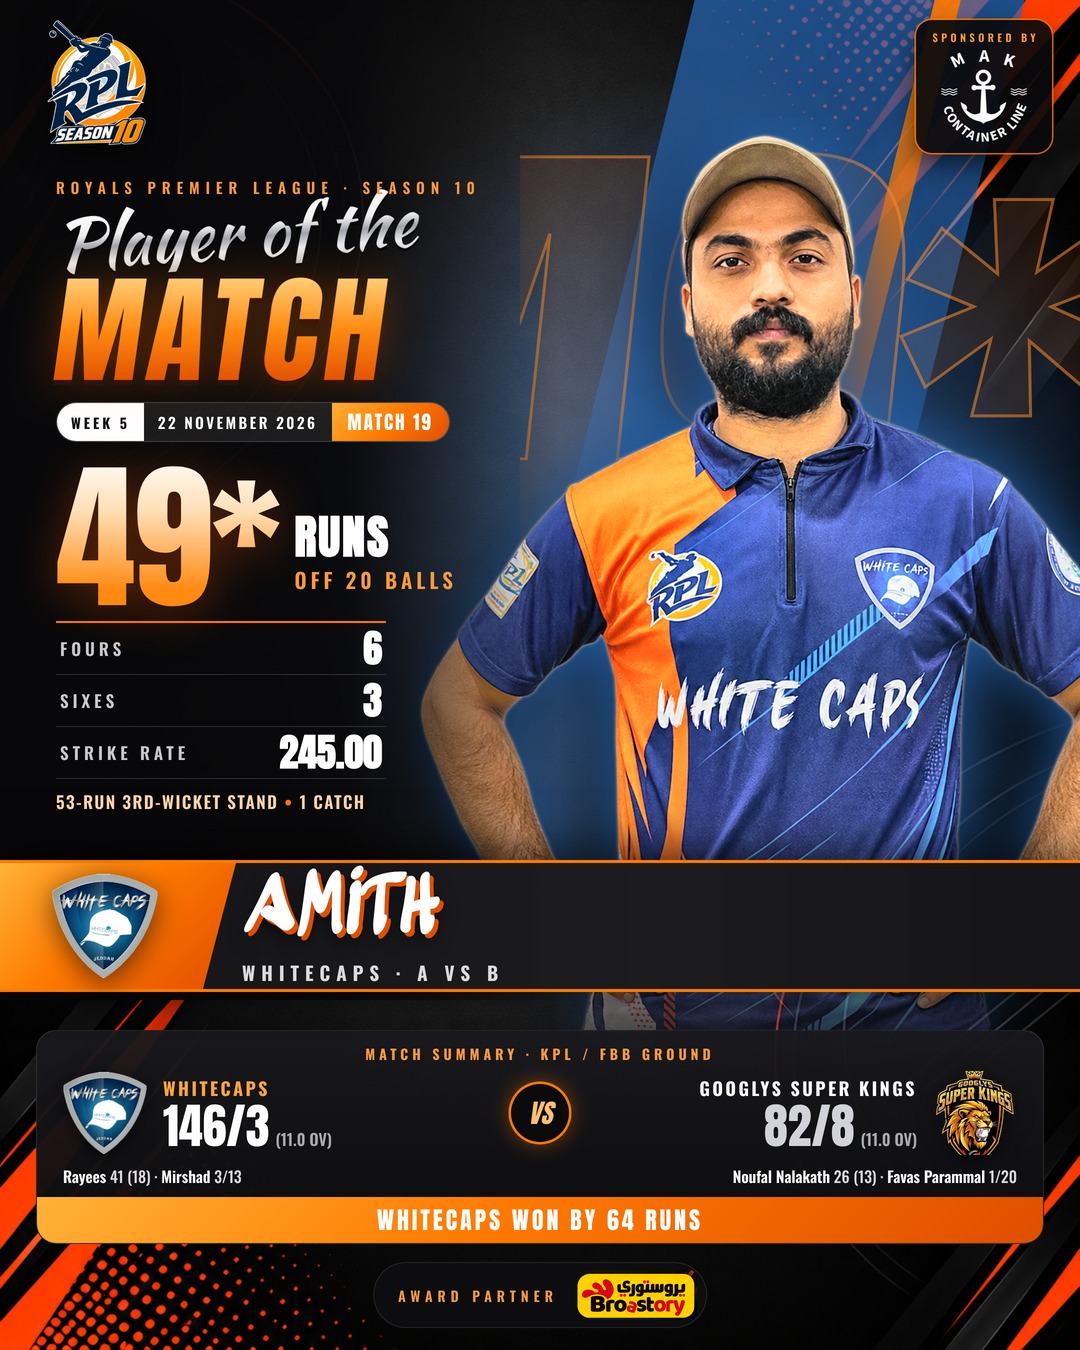 RPL
SEASON 10
SPONSORED BY
MAK
CONTAINER LINE
ROYALS PREMIER LEAGUE · SEASON 10
Player of the
MATCH
WEEK 5
22 NOVEMBER 2026
MATCH 19
49*
RUNS
OFF 20 BALLS
FOURS 6
SIXES 3
STRIKE RATE 245.00
53-RUN 3RD-WICKET STAND • 1 CATCH
RPL
WHITE CAPS
WHITE CAPS
WHITE CAPS
JEDDAH
AMITH
WHITECAPS · A VS B
MATCH SUMMARY · KPL / FBB GROUND
WHITE CAPS
WHITECAPS
146/3 (11.0 OV)
Rayees 41 (18) · Mirshad 3/13
VS
GOOGLYS SUPER KINGS
82/8 (11.0 OV)
Noufal Nalakath 26 (13) · Favas Parammal 1/20
GOOGLYS
SUPER KINGS
WHITECAPS WON BY 64 RUNS
AWARD PARTNER
بروستوري
Broastory